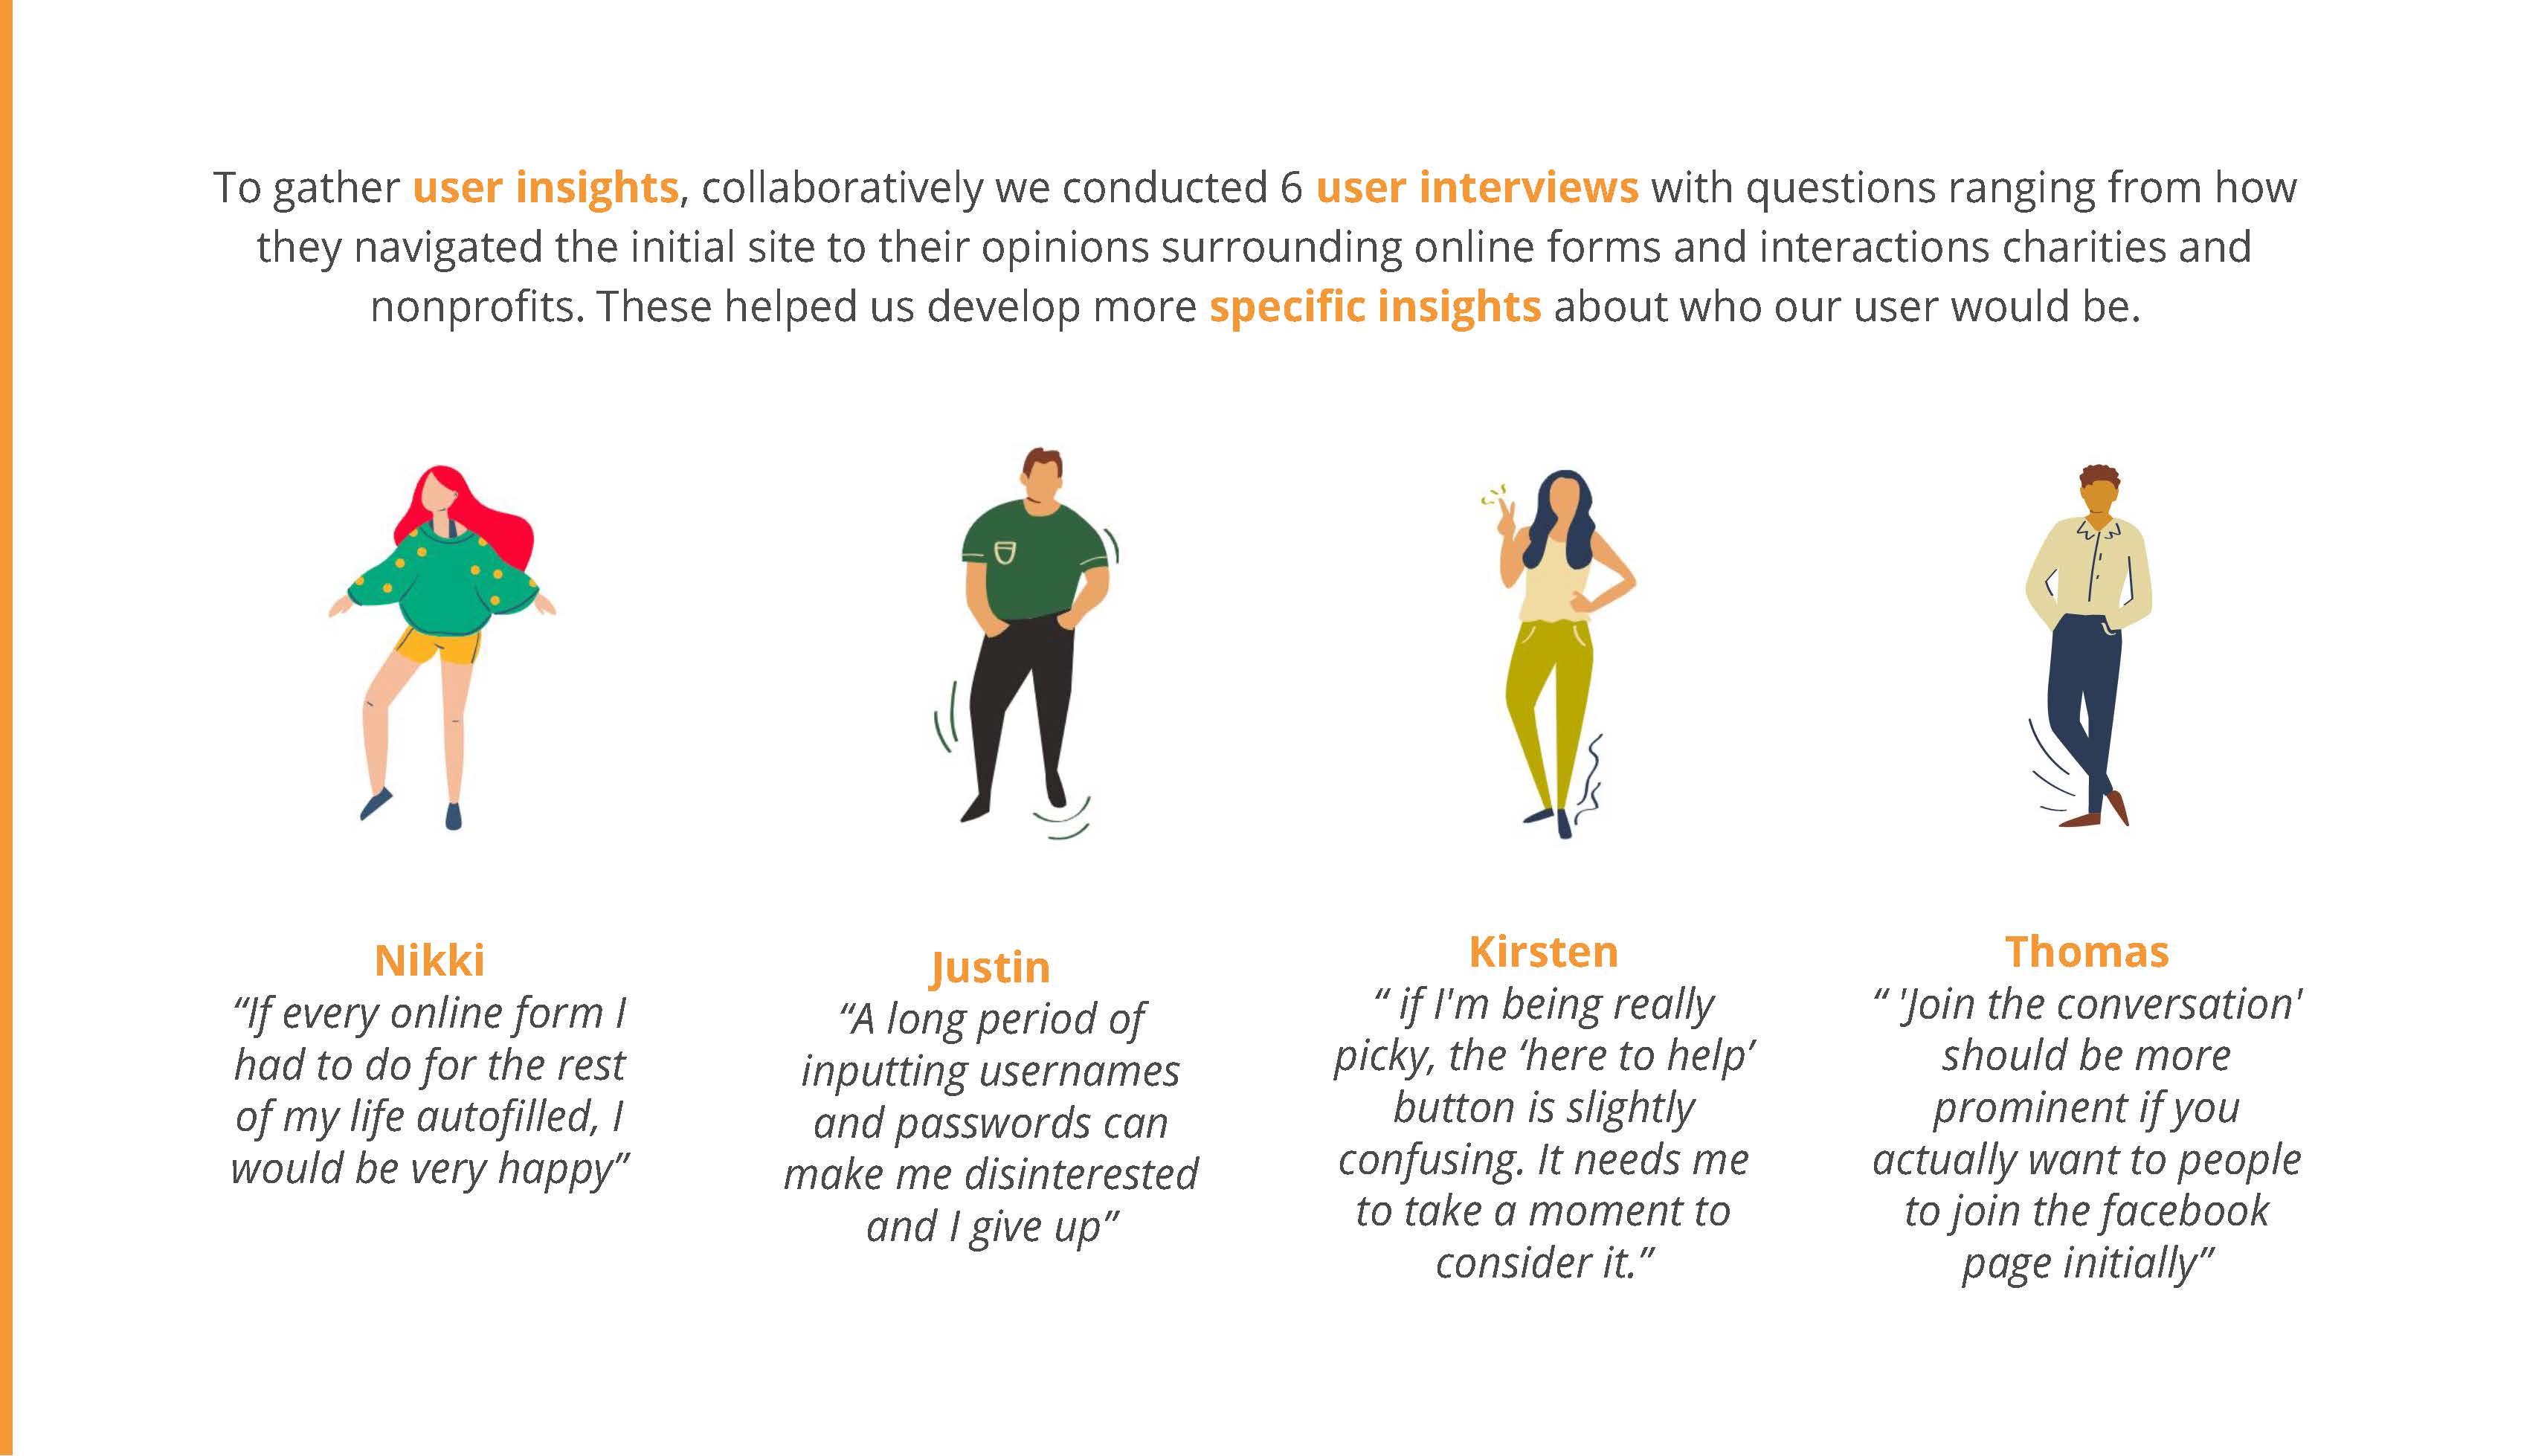 To gather user insights, collaboratively we conducted 6 user interviews with questions ranging from how
they navigated the initial site to their opinions surrounding online forms and interactions charities and
nonprofits. These helped us develop more specific insights about who our user would be.
Nikki
“If every online form I
had to do for the rest
of my life autofilled, I
would be very happy”
Justin
“A long period of
inputting usernames
and passwords can
make me disinterested
and I give up”
Kirsten
“ if I'm being really
picky, the ‘here to help’
button is slightly
confusing. It needs me
to take a moment to
consider it.”
Thomas
“ 'Join the conversation'
should be more
prominent if you
actually want to people
to join the facebook
page initially”